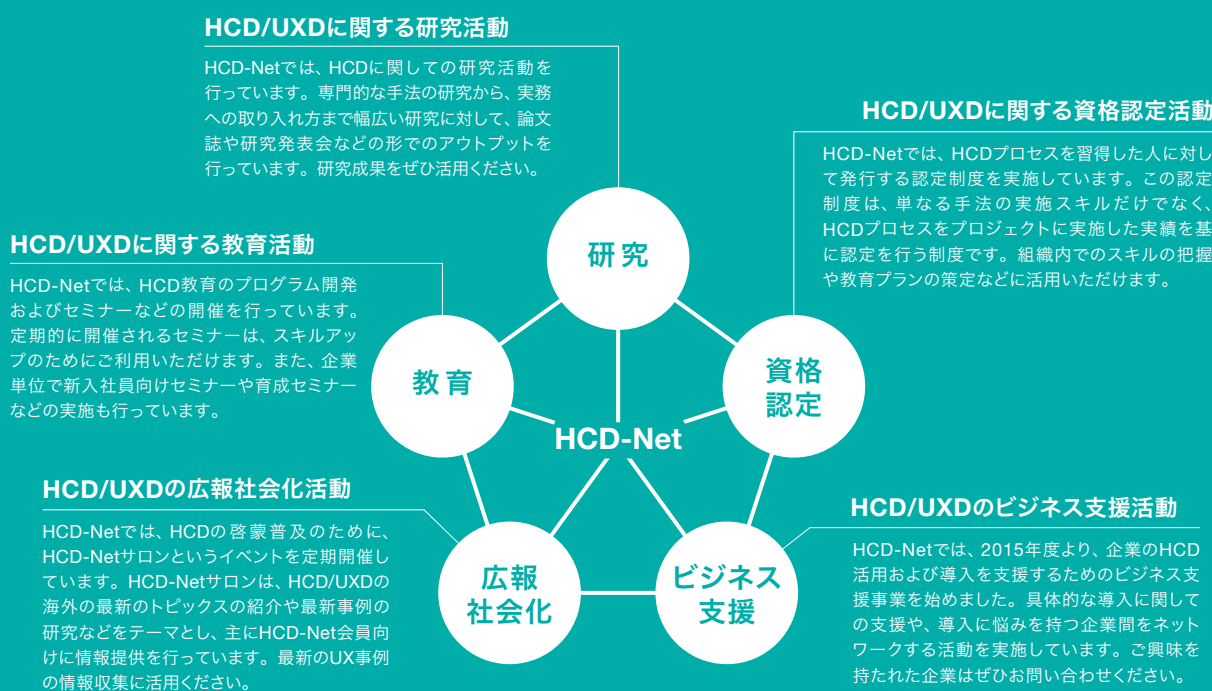 HCD/UXDに関する研究活動
HCD-Netでは、HCDに関しての研究活動を
行っています。専門的な手法の研究から、実務
への取り入れ方まで幅広い研究に対して、論文
誌や研究発表会などの形でのアウトプットを
行っています。研究成果をぜひ活用ください。
HCD/UXDに関する資格認定活動
HCD-Netでは、HCDプロセスを習得した人に対し
て発行する認定制度を実施しています。この認定
制度は、単なる手法の実施スキルだけでなく、
HCDプロセスをプロジェクトに実施した実績を基
に認定を行う制度です。組織内でのスキルの把握
や教育プランの策定などに活用いただけます。
HCD/UXDに関する教育活動
HCD-Netでは、HCD教育のプログラム開発
およびセミナーなどの開催を行っています。
定期的に開催されるセミナーは、スキルアッ
プのためにご利用いただけます。また、企業
単位で新入社員向けセミナーや育成セミナー
などの実施も行っています。
研究
教育
資格
認定
HCD-Net
広報
社会化
ビジネス
支援
HCD/UXDの広報社会化活動
HCD-Netでは、HCDの啓蒙普及のために、
HCD-Netサロンというイベントを定期開催し
ています。HCD-Netサロンは、HCD/UXDの
海外の最新のトピックスの紹介や最新事例の
研究などをテーマとし、主にHCD-Net会員向
けに情報提供を行っています。最新のUX事例
の情報収集に活用ください。
HCD/UXDのビジネス支援活動
HCD-Netでは、2015年度より、企業のHCD
活用および導入を支援するためのビジネス支
援事業を始めました。具体的な導入に関して
の支援や、導入に悩みを持つ企業間をネット
ワークする活動を実施しています。ご興味を
持たれた企業はぜひお問い合わせください。